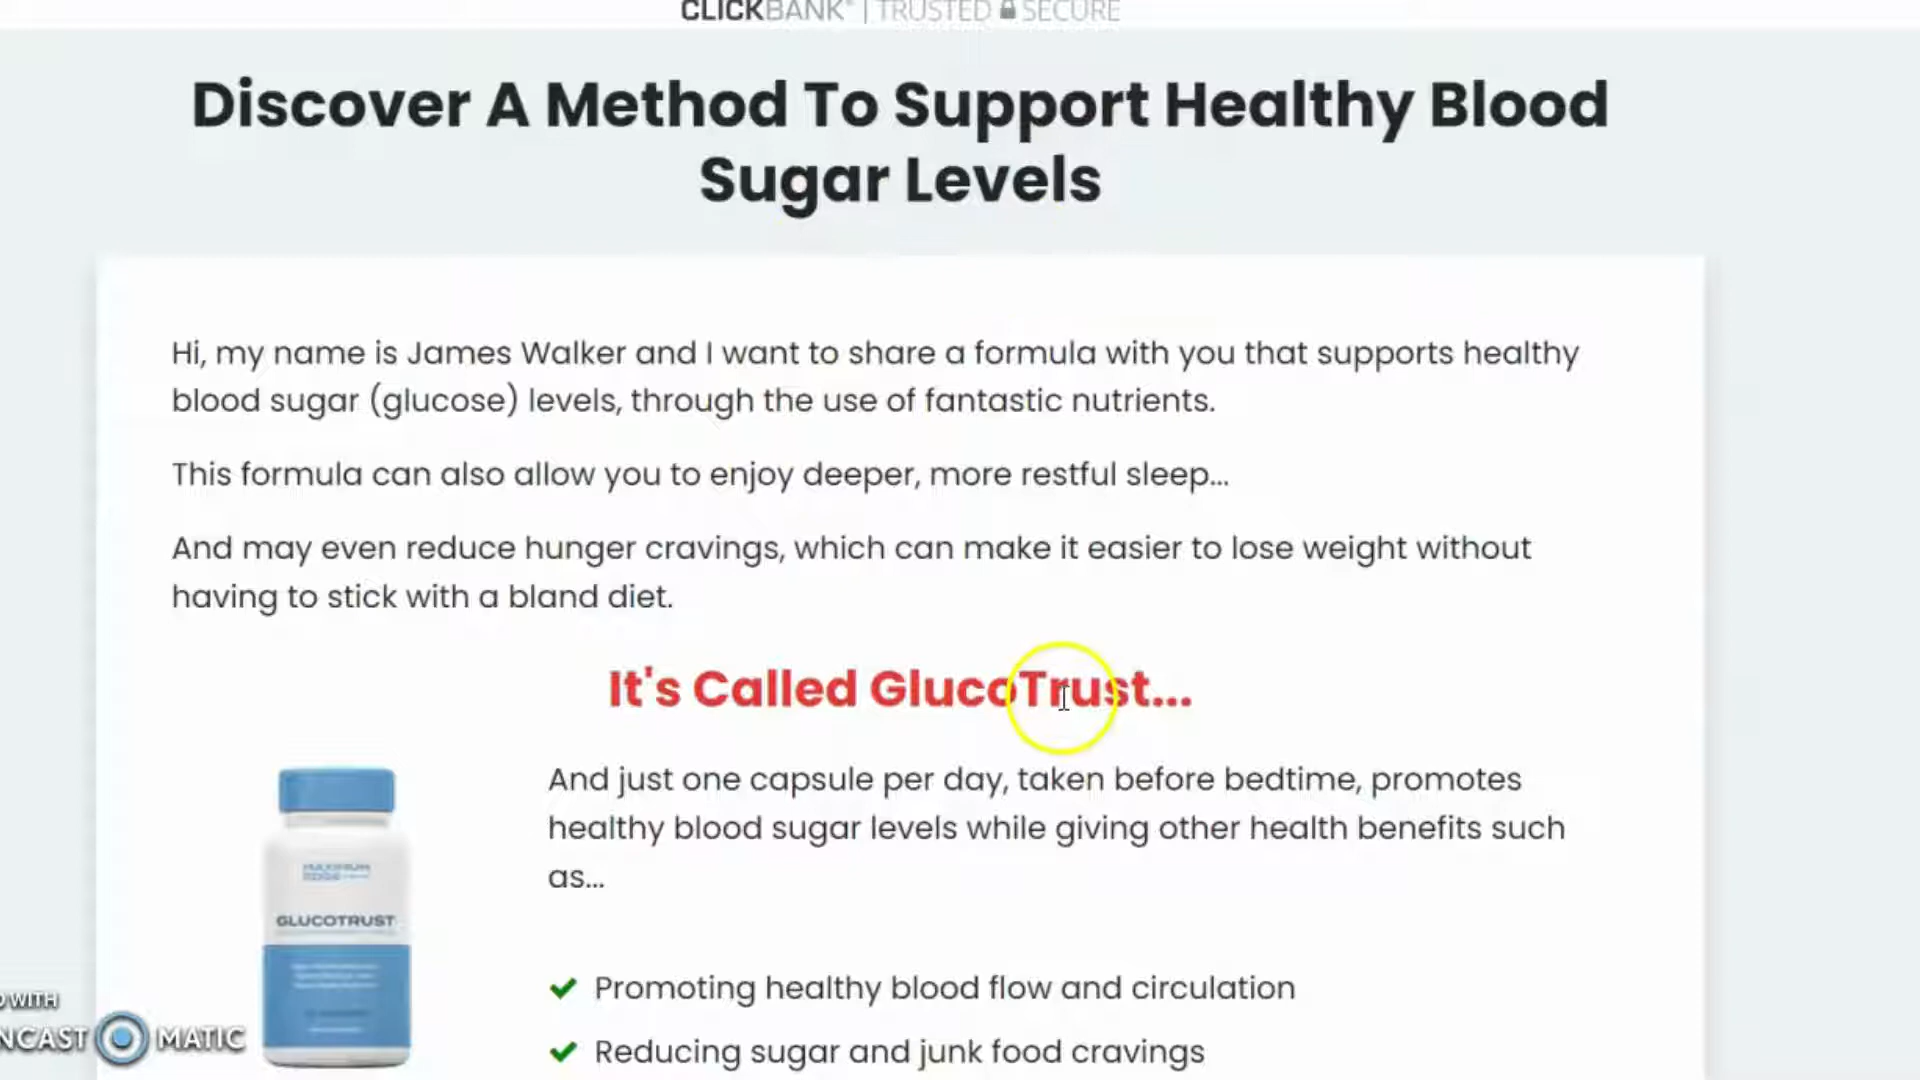 CLICKBANK® | TRUSTED SECURE
Discover A Method To Support Healthy Blood
Sugar Levels
Hi, my name is James Walker and I want to share a formula with you that supports healthy
blood sugar (glucose) levels, through the use of fantastic nutrients.
This formula can also allow you to enjoy deeper, more restful sleep...
And may even reduce hunger cravings, which can make it easier to lose weight without
having to stick with a bland diet.
It's Called GlucoTrust...
And just one capsule per day, taken before bedtime, promotes
healthy blood sugar levels while giving other health benefits such
as...
MAXIMUM
EDGE
GLUCOTRUST
Promoting healthy blood flow and circulation
Reducing sugar and junk food cravings
D WITH
NCAST MATIC